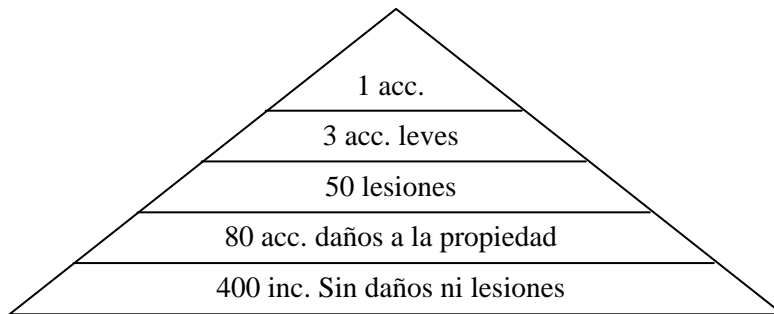 1 acc.
3 acc. leves
50 lesiones
80 acc. daños a la propiedad
400 inc. Sin daños ni lesiones